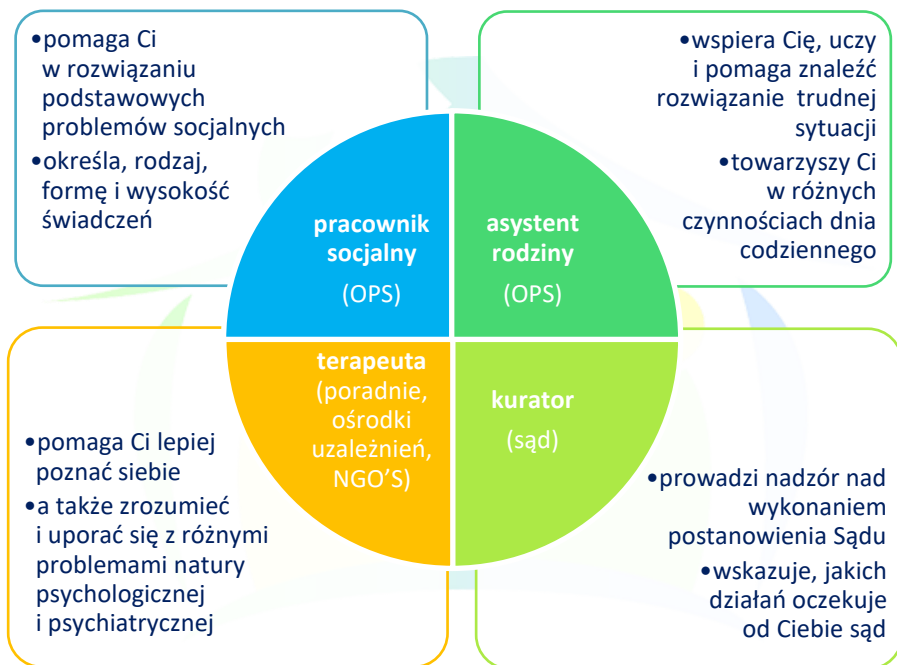 •pomaga Ci
w rozwiązaniu
podstawowych
problemów socjalnych
•określa, rodzaj,
formę i wysokość
świadczeń
•wspiera Cię, uczy
i pomaga znaleźć
rozwiązanie trudnej
sytuacji
•towarzyszy Ci
w różnych
czynnościach dnia
codziennego
pracownik
socjalny
(OPS)
asystent
rodziny
(OPS)
terapeuta
(poradnie,
ośrodki
uzależnień,
NGO'S)
kurator
(sąd)
•pomaga Ci lepiej
poznać siebie
•a także zrozumieć
i uporać się z różnymi
problemami natury
psychologicznej
i psychiatrycznej
•prowadzi nadzór nad
wykonaniem
postanowienia Sądu
•wskazuje, jakich
działań oczekuje
od Ciebie sąd